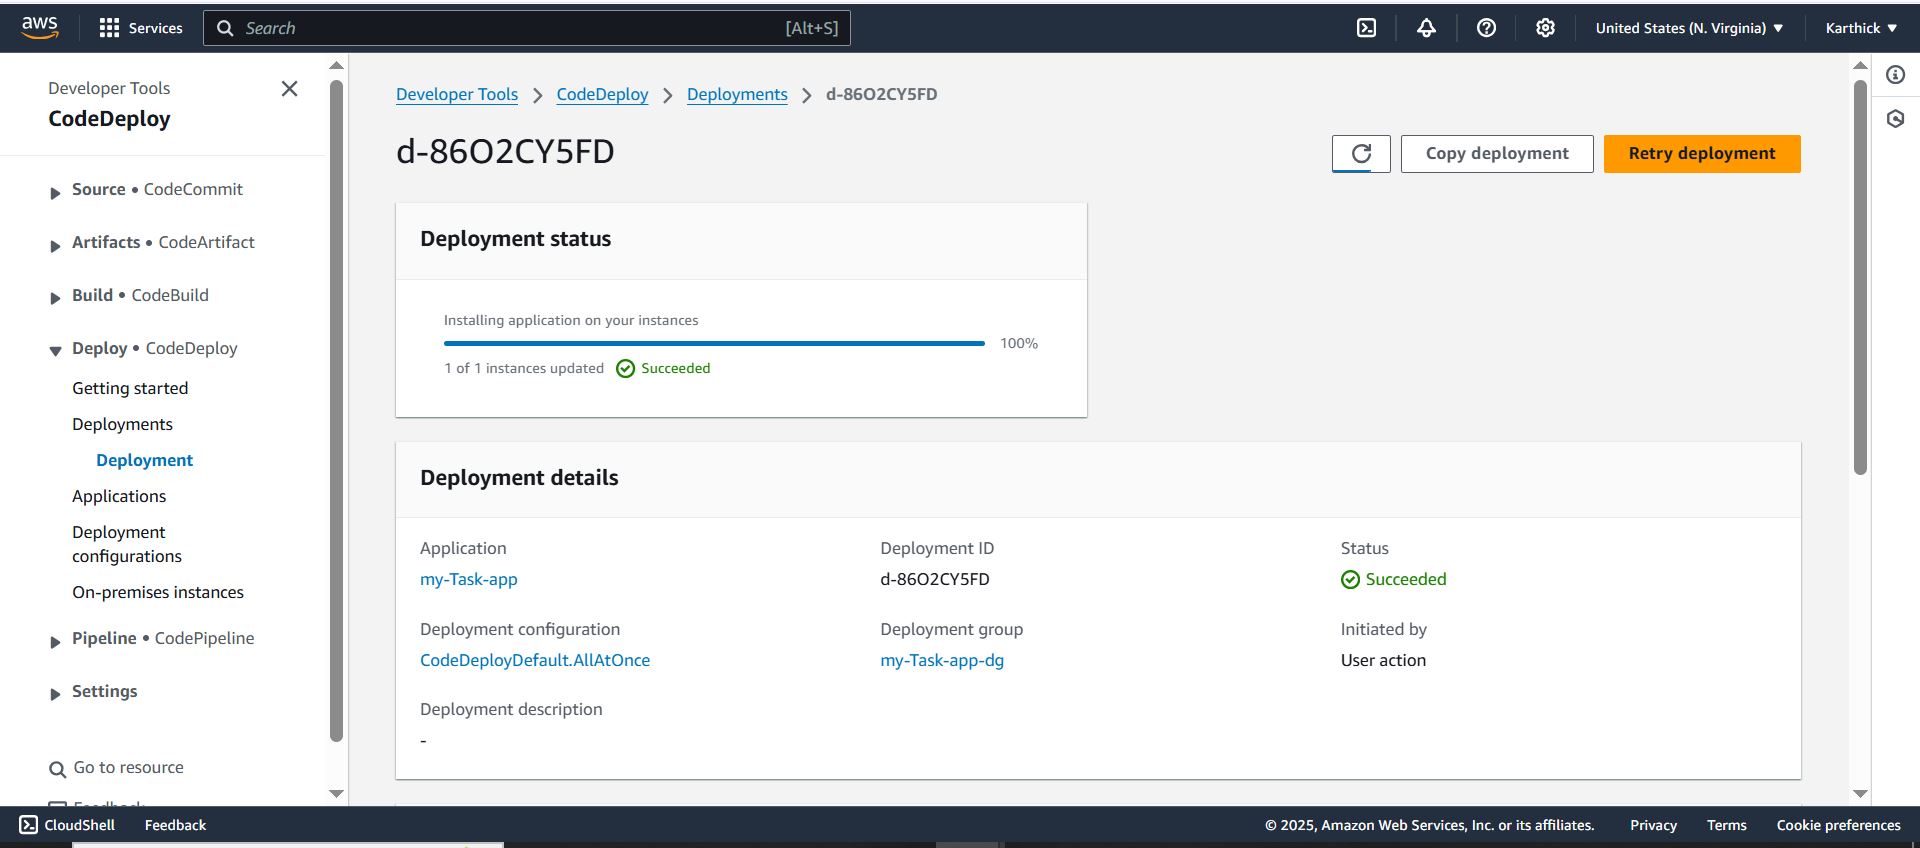 aws
Services
Search
[Alt+S]
United States (N. Virginia)
Karthick
Developer Tools
CodeDeploy
Source • CodeCommit
Artifacts • CodeArtifact
Build • CodeBuild
Deploy • CodeDeploy
Getting started
Deployments
Deployment
Applications
Deployment
configurations
On-premises instances
Pipeline • CodePipeline
Settings
Go to resource
Feedback
Developer Tools > CodeDeploy > Deployments > d-86O2CY5FD
d-86O2CY5FD
Copy deployment
Retry deployment
Deployment status
Installing application on your instances
100%
1 of 1 instances updated Succeeded
Deployment details
Application
my-Task-app
Deployment ID
d-86O2CY5FD
Status
Succeeded
Deployment configuration
CodeDeployDefault.AllAtOnce
Deployment group
my-Task-app-dg
Initiated by
User action
Deployment description
-
CloudShell
Feedback
© 2025, Amazon Web Services, Inc. or its affiliates.
Privacy
Terms
Cookie preferences